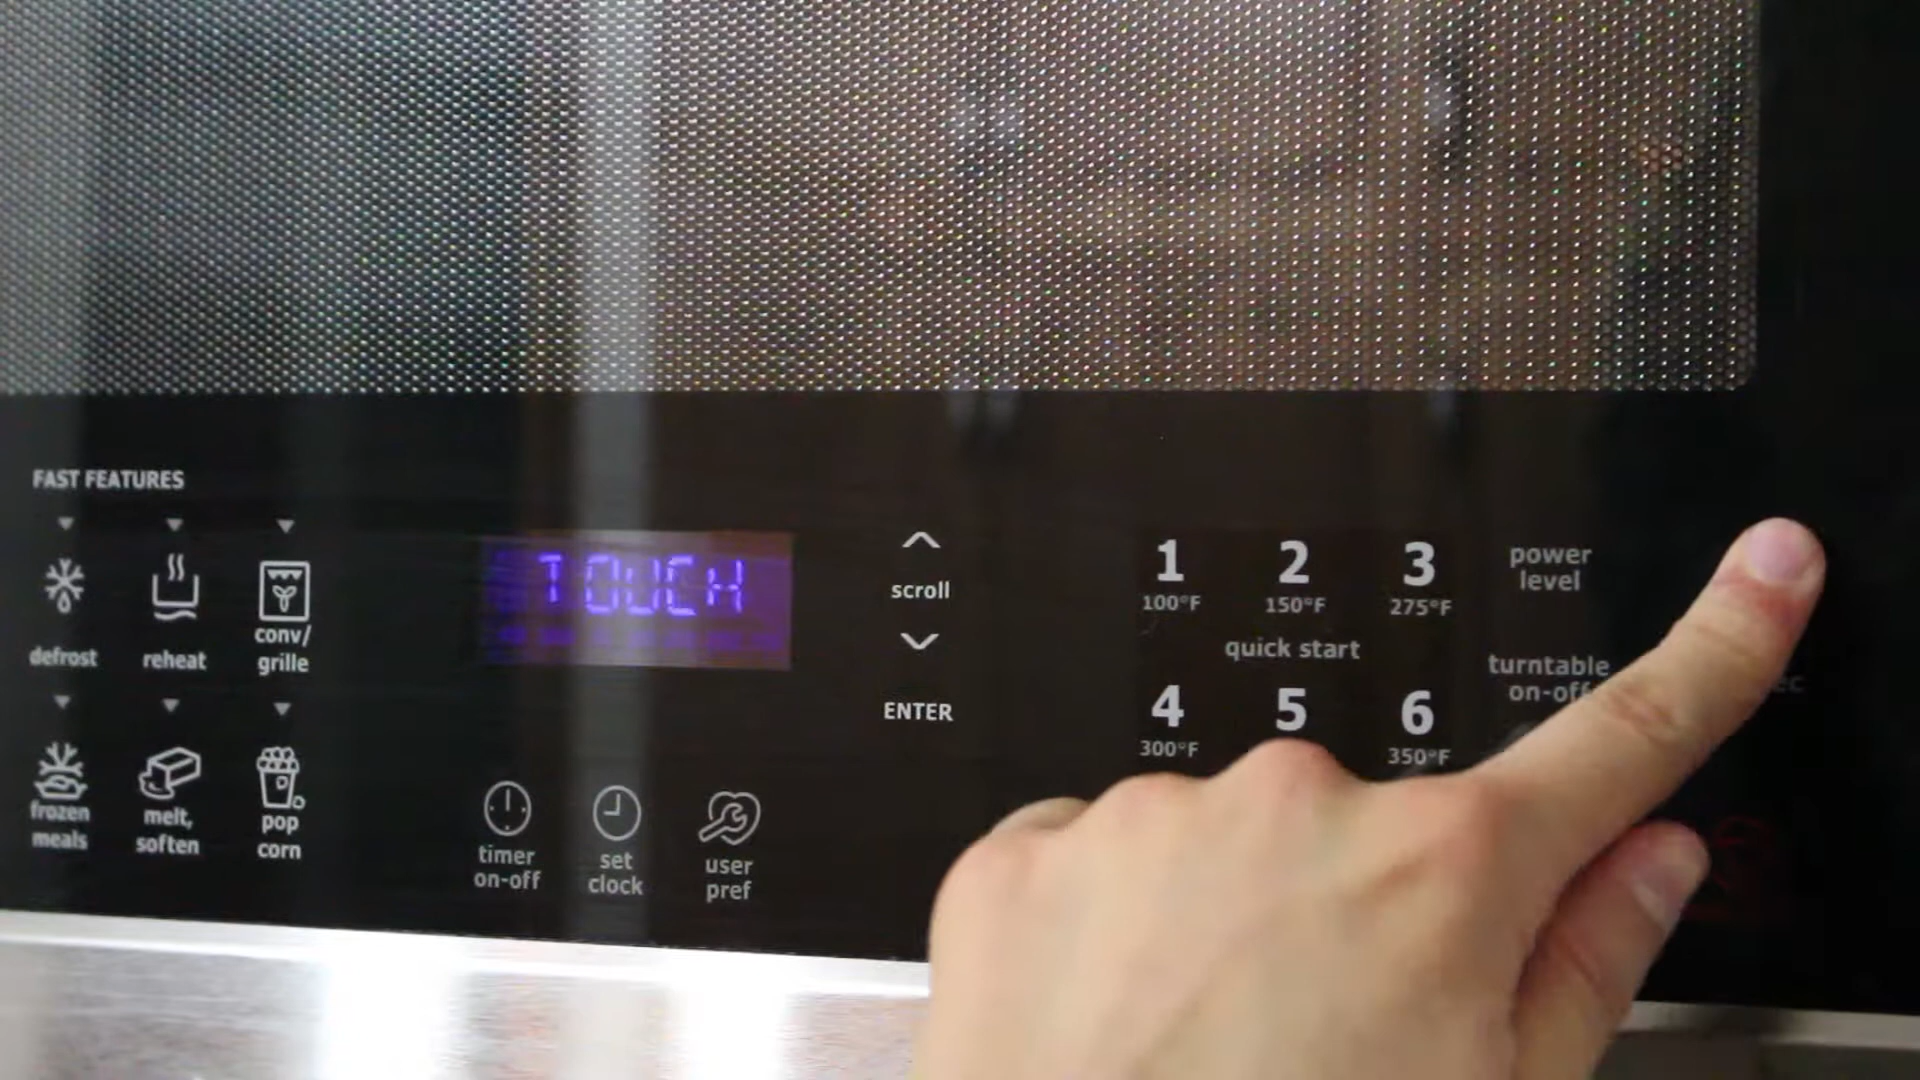 FAST FEATURES
defrost
reheat
conv/
grille
frozen
meals
melt,
soften
pop
corn
TOUCH
timer
on-off
set
clock
user
pref
scroll
ENTER
1 2 3
100°F 150°F 275°F
quick start
4 5 6
300°F 350°F
power
level
turntable
on-off